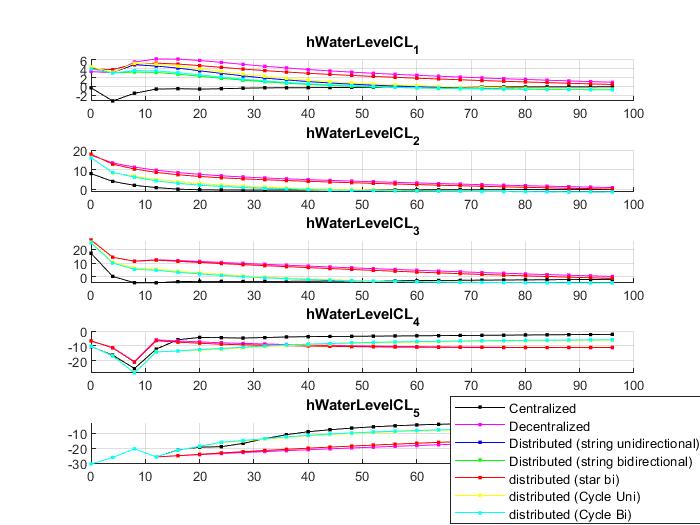 hWaterLevelCL1
6
4
2
0
-2
0 10 20 30 40 50 60 70 80 90 100
hWaterLevelCL2
20
10
0
0 10 20 30 40 50 60 70 80 90 100
hWaterLevelCL3
20
10
0
0 10 20 30 40 50 60 70 80 90 100
hWaterLevelCL4
0
-10
-20
0 10 20 30 40 50 60 70 80 90 100
hWaterLevelCL5
-10
-20
-30
0 10 20 30 40 50 60
Centralized
Decentralized
Distributed (string unidirectional)
Distributed (string bidirectional)
distributed (star bi)
distributed (Cycle Uni)
distributed (Cycle Bi)